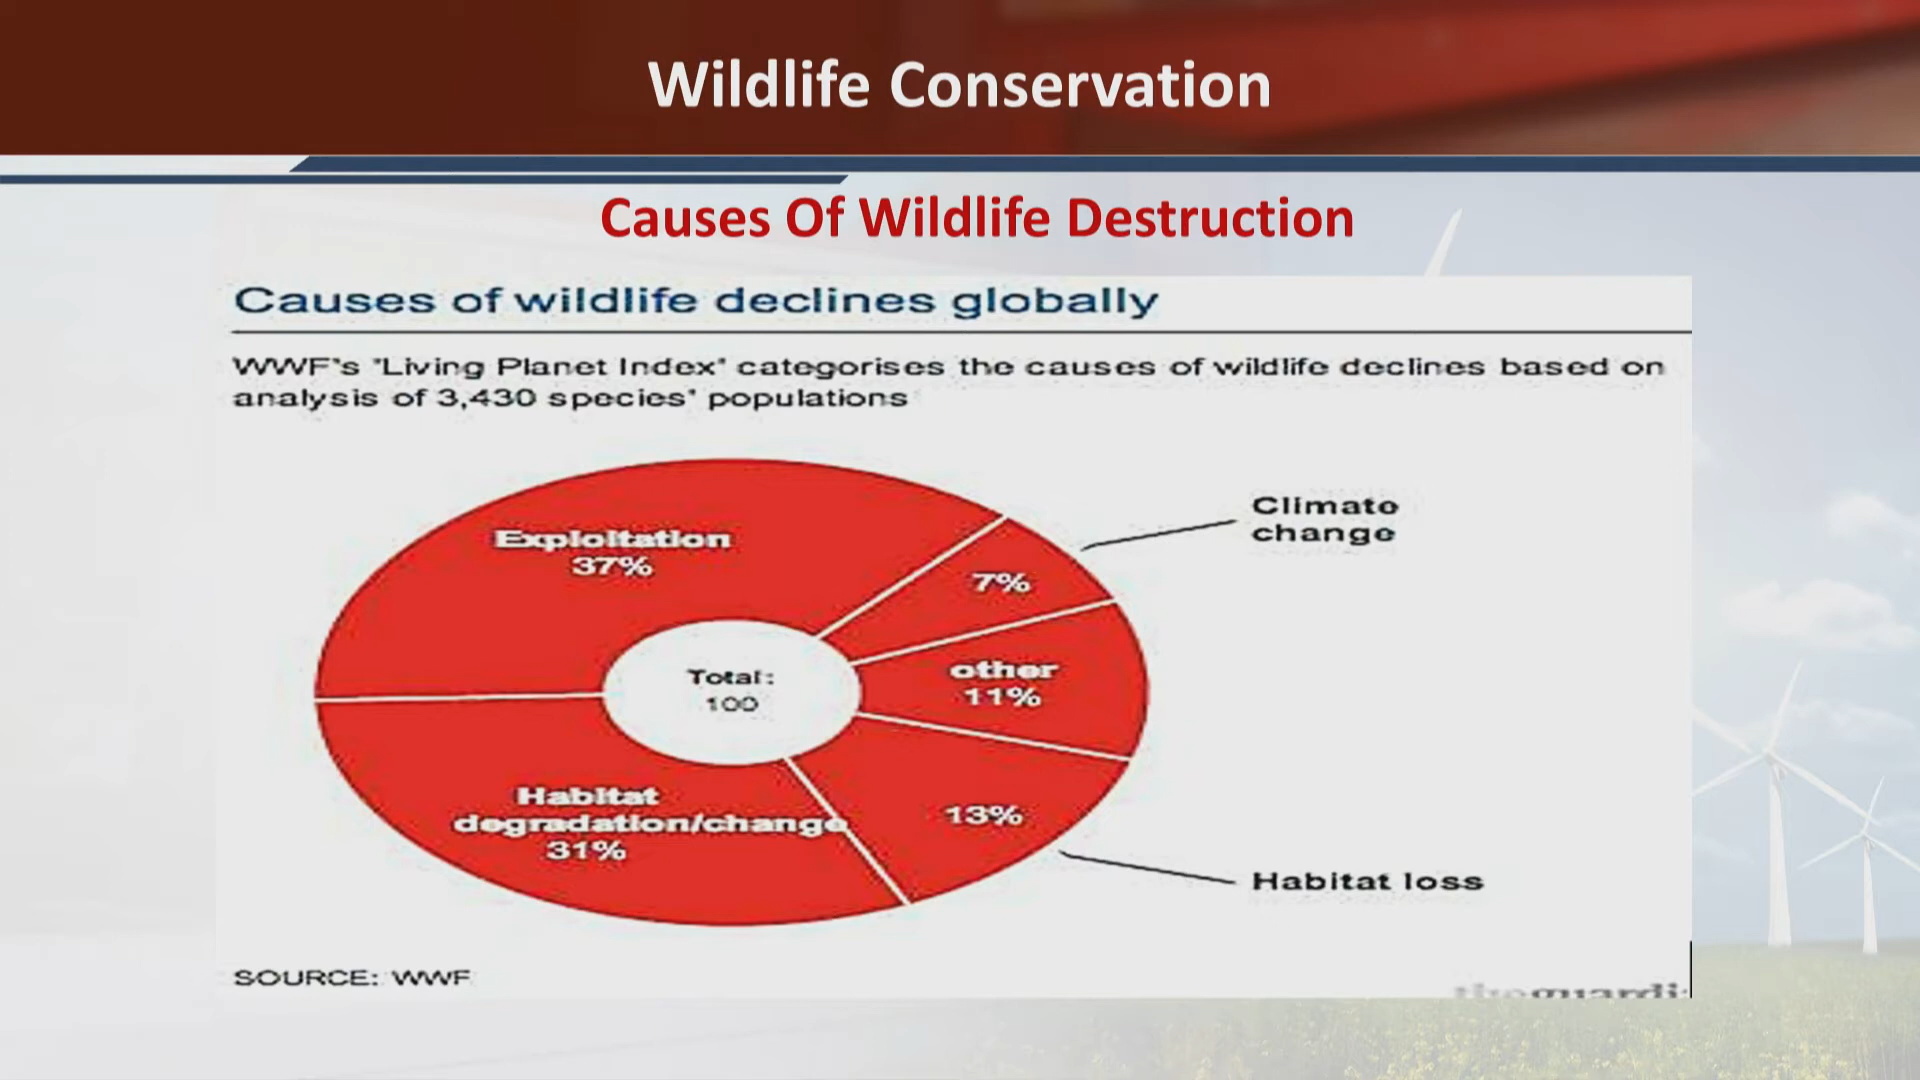 Wildlife Conservation
Causes Of Wildlife Destruction
Causes of wildlife declines globally
WWF's 'Living Planet Index' categorises the causes of wildlife declines based on
analysis of 3,430 species' populations
Climate
change
Exploitation
37%
7%
other
11%
Total:
100
Habitat
degradation/change
31%
13%
Habitat loss
SOURCE: WWF